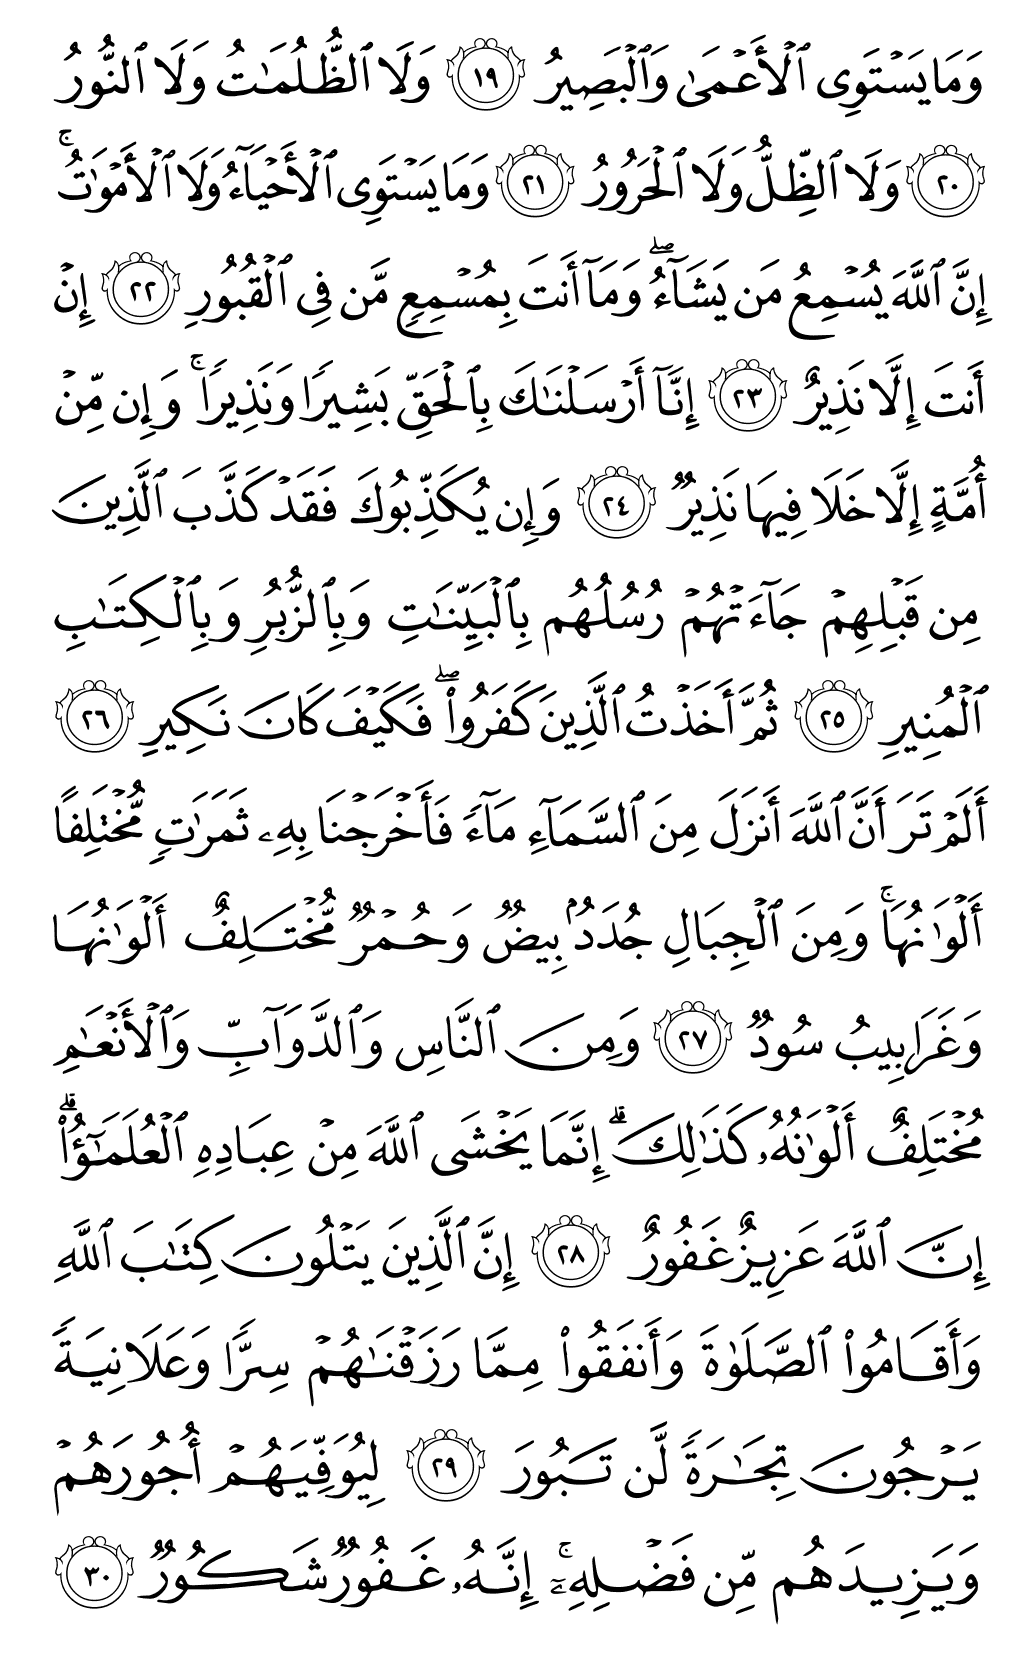 وَمَا يَسۡتَوِي ٱلۡأَعۡمَىٰ وَٱلۡبَصِيرُ ١٩ وَلَا ٱلظُّلُمَٰتُ وَلَا ٱلنُّورُ
٢٠ وَلَا ٱلظِّلُّ وَلَا ٱلۡحَرُورُ ٢١ وَمَا يَسۡتَوِي ٱلۡأَحۡيَآءُ وَلَا ٱلۡأَمۡوَٰتُۚ
إِنَّ ٱللَّهَ يُسۡمِعُ مَن يَشَآءُۖ وَمَآ أَنتَ بِمُسۡمِعٖ مَّن فِي ٱلۡقُبُورِ ٢٢ إِنۡ
أَنتَ إِلَّا نَذِيرٌ ٢٣ إِنَّآ أَرۡسَلۡنَٰكَ بِٱلۡحَقِّ بَشِيرٗا وَنَذِيرٗاۚ وَإِن مِّنۡ
أُمَّةٍ إِلَّا خَلَا فِيهَا نَذِيرٞ ٢٤ وَإِن يُكَذِّبُوكَ فَقَدۡ كَذَّبَ ٱلَّذِينَ
مِن قَبۡلِهِمۡ جَآءَتۡهُمۡ رُسُلُهُم بِٱلۡبَيِّنَٰتِ وَبِٱلزُّبُرِ وَبِٱلۡكِتَٰبِ
ٱلۡمُنِيرِ ٢٥ ثُمَّ أَخَذۡتُ ٱلَّذِينَ كَفَرُواْۖ فَكَيۡفَ كَانَ نَكِيرِ ٢٦
أَلَمۡ تَرَ أَنَّ ٱللَّهَ أَنزَلَ مِنَ ٱلسَّمَآءِ مَآءٗ فَأَخۡرَجۡنَا بِهِۦ ثَمَرَٰتٖ مُّخۡتَلِفًا
أَلۡوَٰنُهَاۚ وَمِنَ ٱلۡجِبَالِ جُدَدُۢ بِيضٞ وَحُمۡرٞ مُّخۡتَلِفٌ أَلۡوَٰنُهَا
وَغَرَابِيبُ سُودٞ ٢٧ وَمِنَ ٱلنَّاسِ وَٱلدَّوَآبِّ وَٱلۡأَنۡعَٰمِ
مُخۡتَلِفٌ أَلۡوَٰنُهُۥ كَذَٰلِكَۗ إِنَّمَا يَخۡشَى ٱللَّهَ مِنۡ عِبَادِهِ ٱلۡعُلَمَٰٓؤُاْۗ
إِنَّ ٱللَّهَ عَزِيزٌ غَفُورٌ ٢٨ إِنَّ ٱلَّذِينَ يَتۡلُونَ كِتَٰبَ ٱللَّهِ
وَأَقَامُواْ ٱلصَّلَوٰةَ وَأَنفَقُواْ مِمَّا رَزَقۡنَٰهُمۡ سِرّٗا وَعَلَانِيَةٗ
يَرۡجُونَ تِجَٰرَةٗ لَّن تَبُورَ ٢٩ لِيُوَفِّيَهُمۡ أُجُورَهُمۡ
وَيَزِيدَهُم مِّن فَضۡلِهِۦٓۚ إِنَّهُۥ غَفُورٞ شَكُورٞ ٣٠